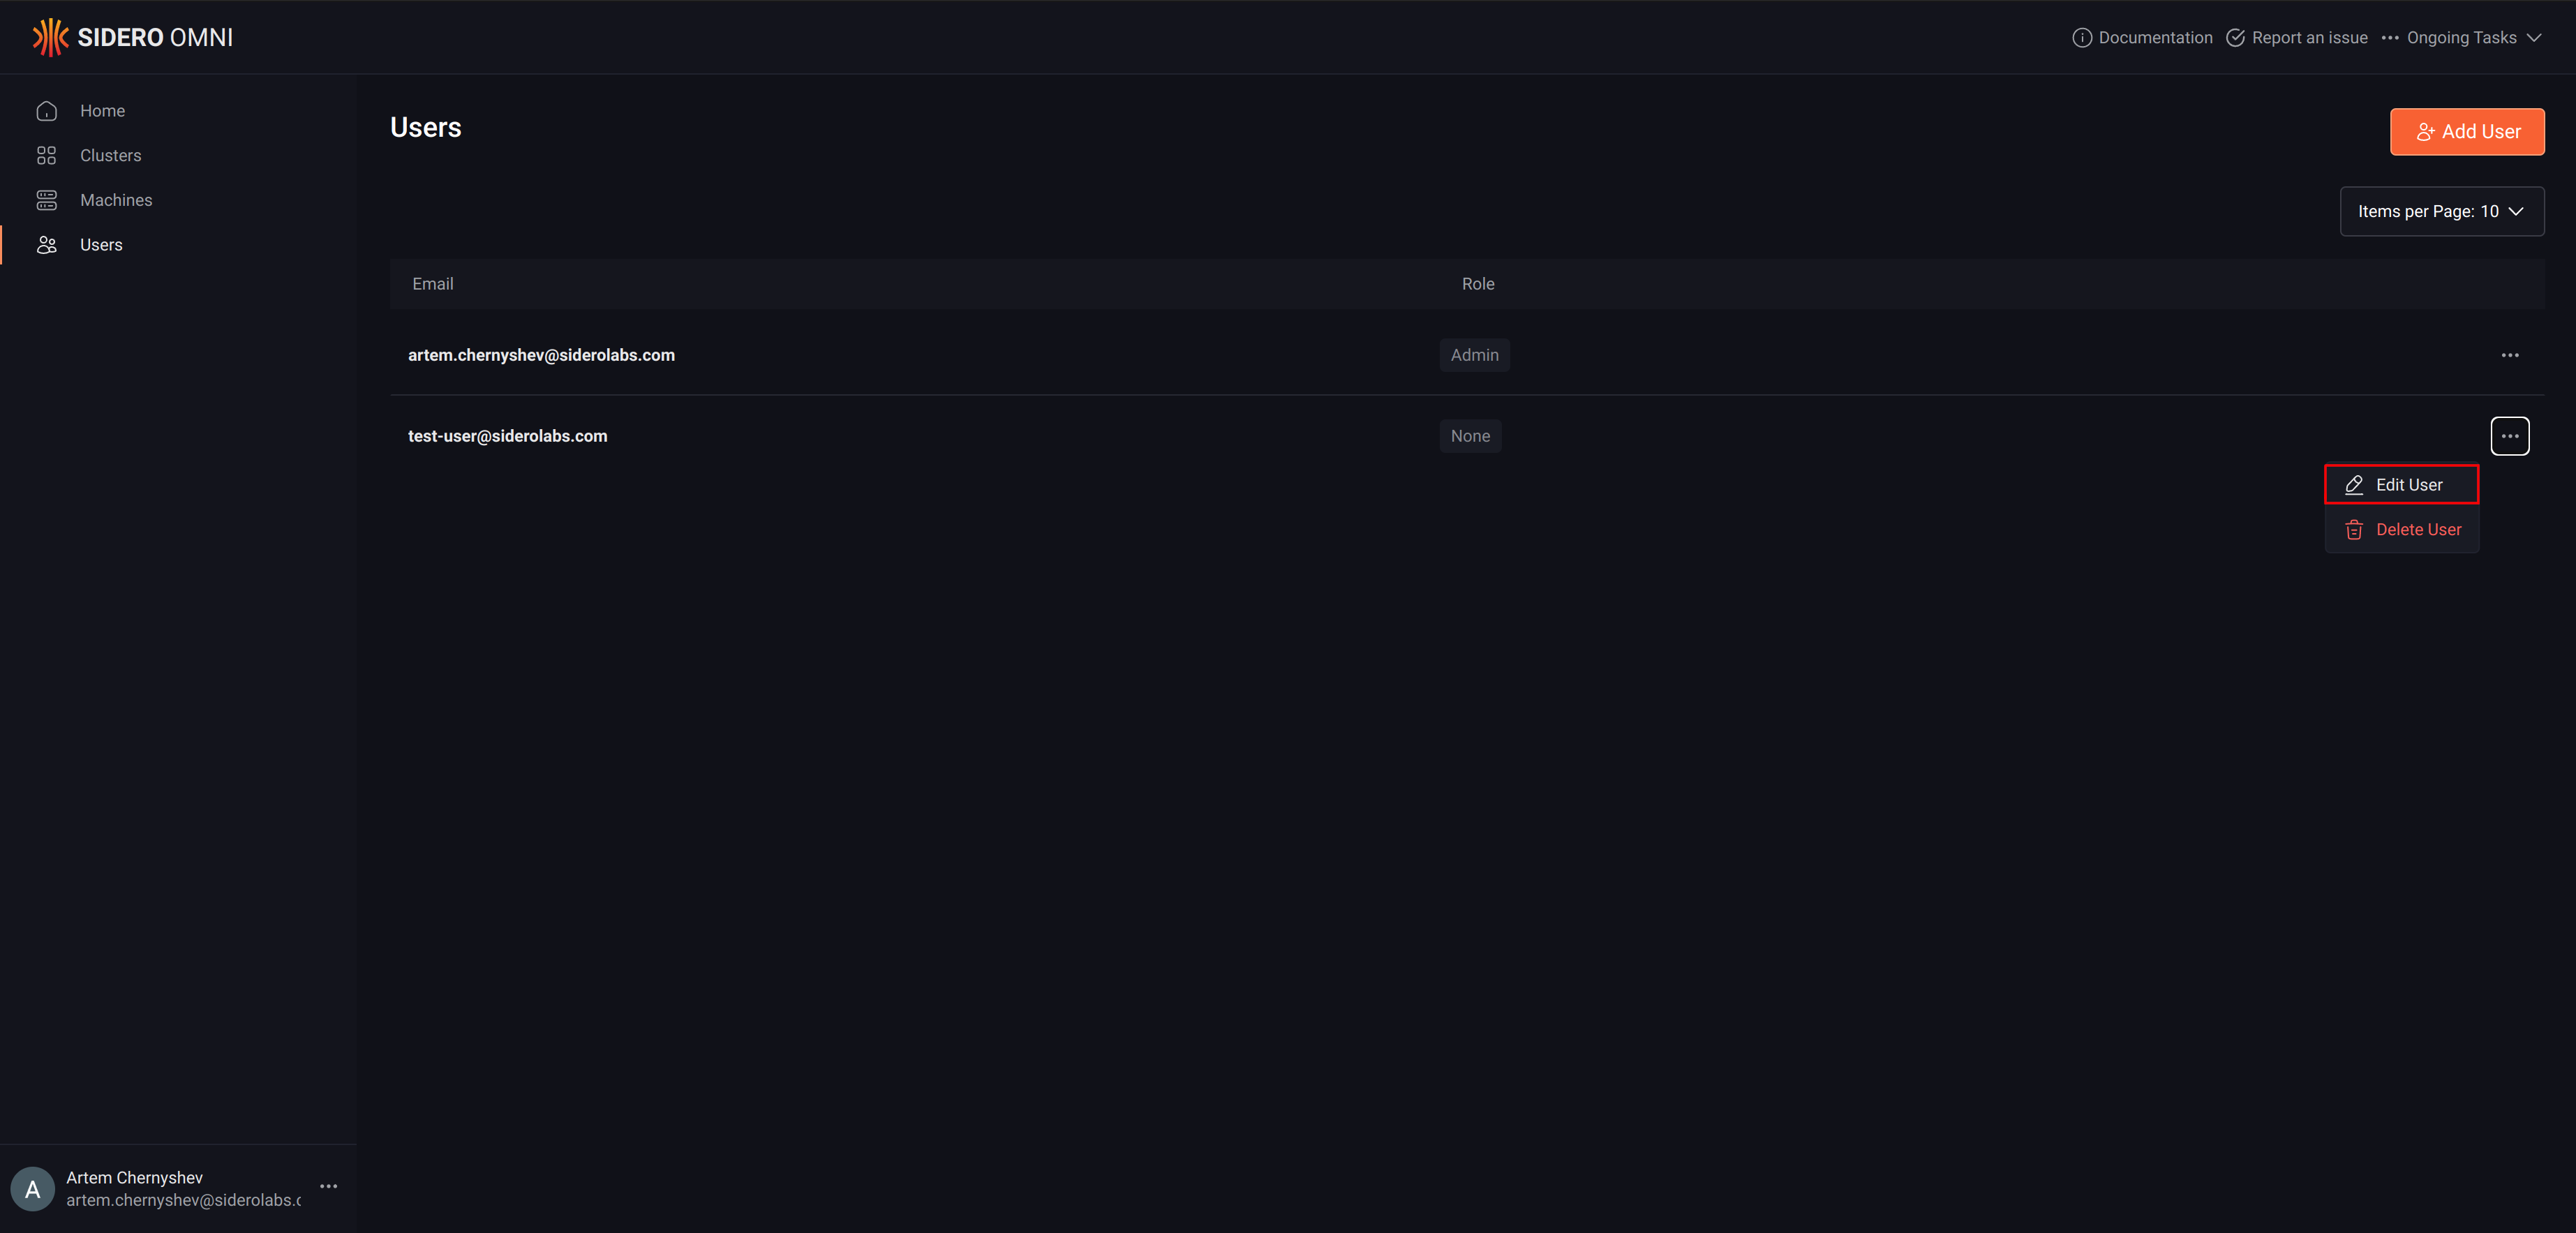 SIDERO OMNI
Documentation Report an issue Ongoing Tasks
Home
Clusters
Machines
Users
Users
Add User
Items per Page: 10
Email Role
artem.chernyshev@siderolabs.com Admin
test-user@siderolabs.com None
Edit User
Delete User
A
Artem Chernyshev
artem.chernyshev@siderolabs.c